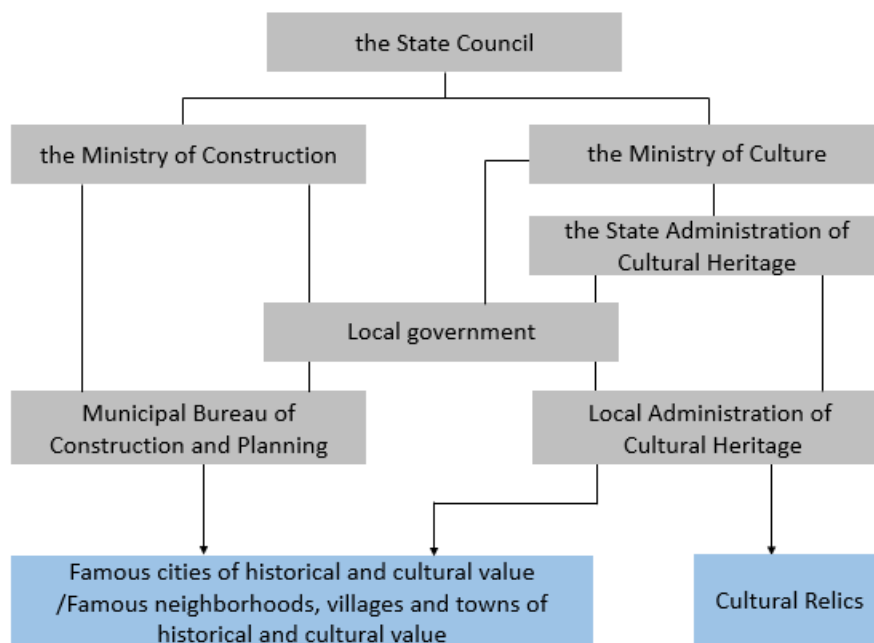 the State Council
the Ministry of Construction
the Ministry of Culture
the State Administration of
Cultural Heritage
Local government
Municipal Bureau of
Construction and Planning
Local Administration of
Cultural Heritage
Famous cities of historical and cultural value
/Famous neighborhoods, villages and towns of
historical and cultural value
Cultural Relics